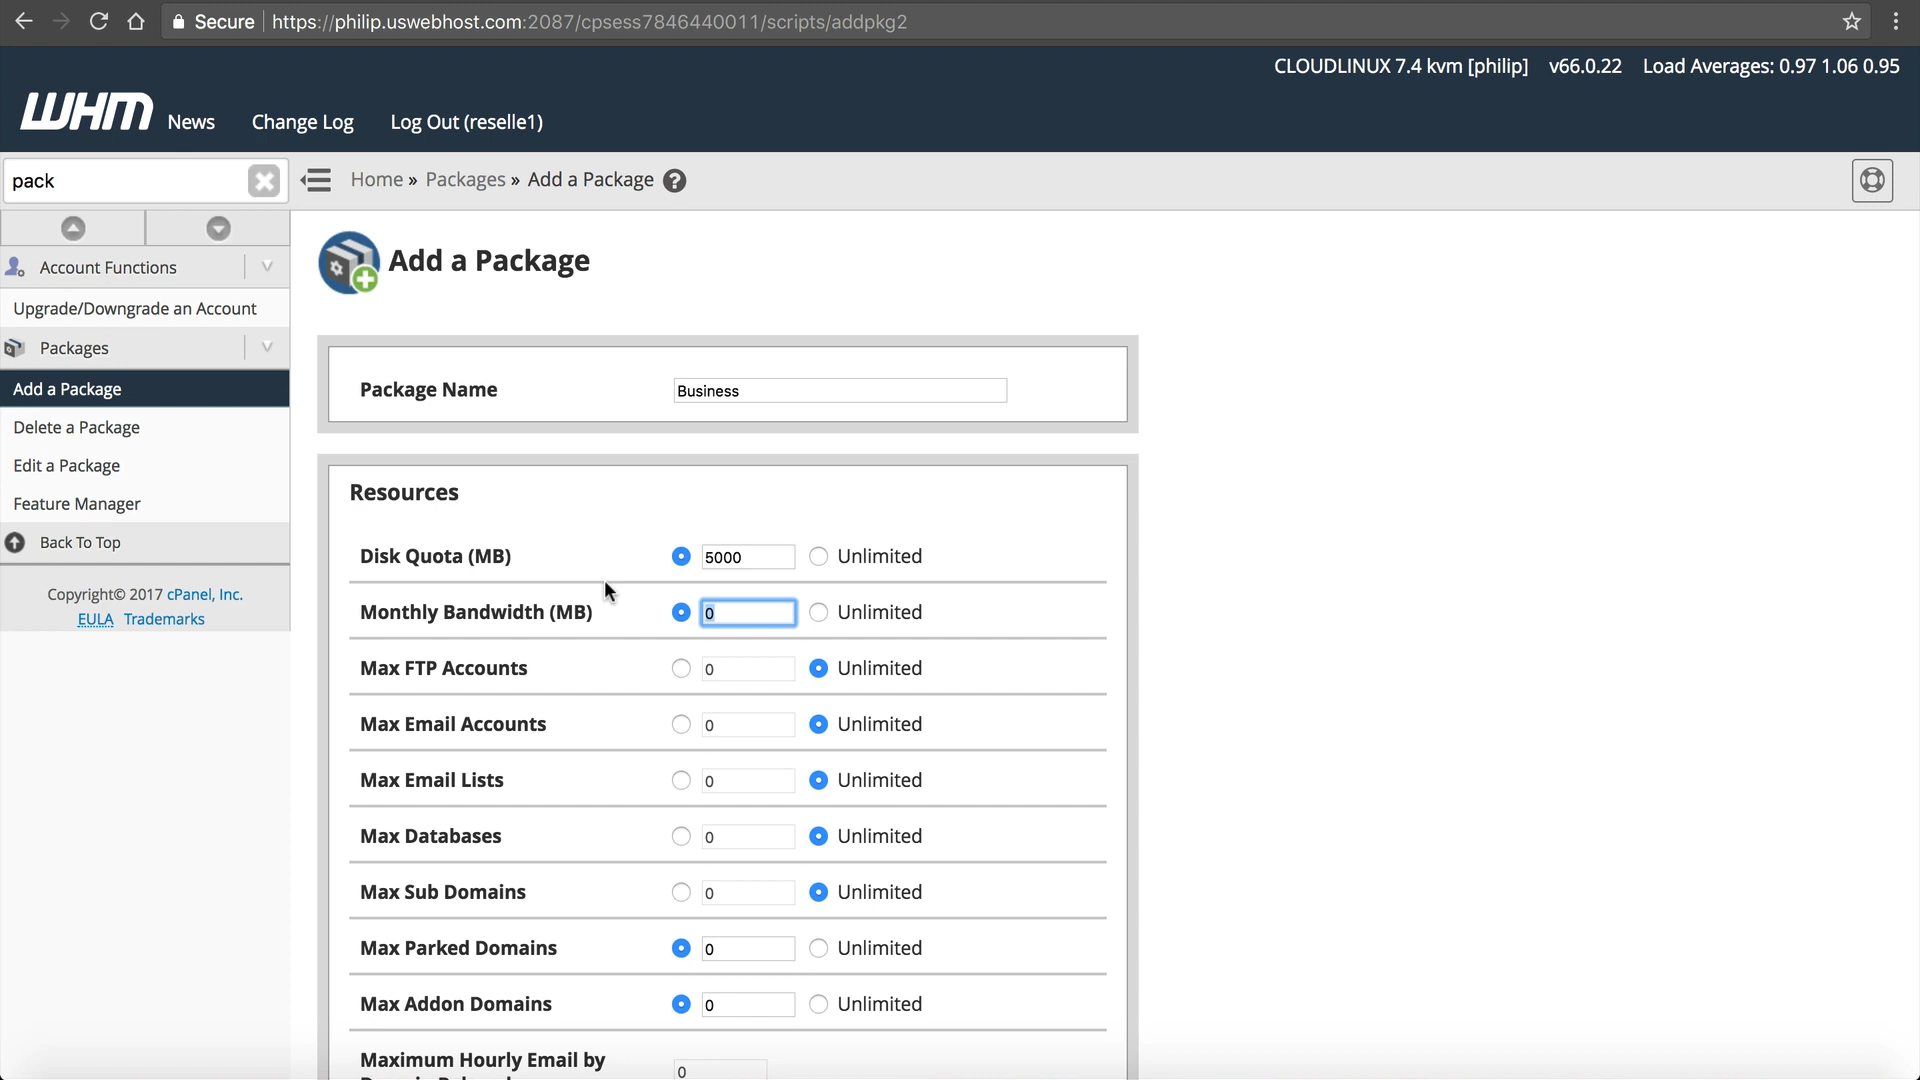 Secure https://philip.uswebhost.com:2087/cpsess7846440011/scripts/addpkg2
CLOUDLINUX 7.4 kvm [philip] v66.0.22 Load Averages: 0.97 1.06 0.95
WHM News Change Log Log Out (reselle1)
pack
Home » Packages » Add a Package ?
Account Functions
Upgrade/Downgrade an Account
Packages
Add a Package
Delete a Package
Edit a Package
Feature Manager
Back To Top
Copyright© 2017 cPanel, Inc.
EULA Trademarks
Add a Package
Package Name Business
Resources
Disk Quota (MB) 5000 Unlimited
Monthly Bandwidth (MB) 0 Unlimited
Max FTP Accounts 0 Unlimited
Max Email Accounts 0 Unlimited
Max Email Lists 0 Unlimited
Max Databases 0 Unlimited
Max Sub Domains 0 Unlimited
Max Parked Domains 0 Unlimited
Max Addon Domains 0 Unlimited
Maximum Hourly Email by
0